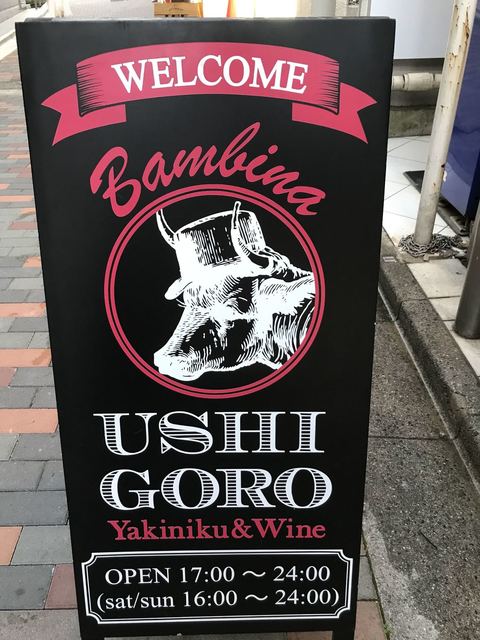 WELCOME
Bambina
USHI
GORO
Yakiniku&Wine
OPEN 17:00 ～ 24:00
(sat/sun 16:00 ～ 24:00)